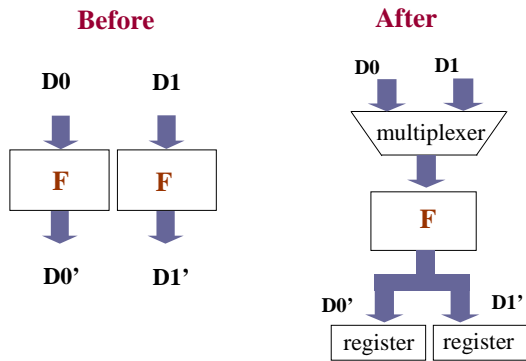 Before
D0 D1
F F
D0’ D1’
After
D0 D1
multiplexer
F
D0’ D1’
register register